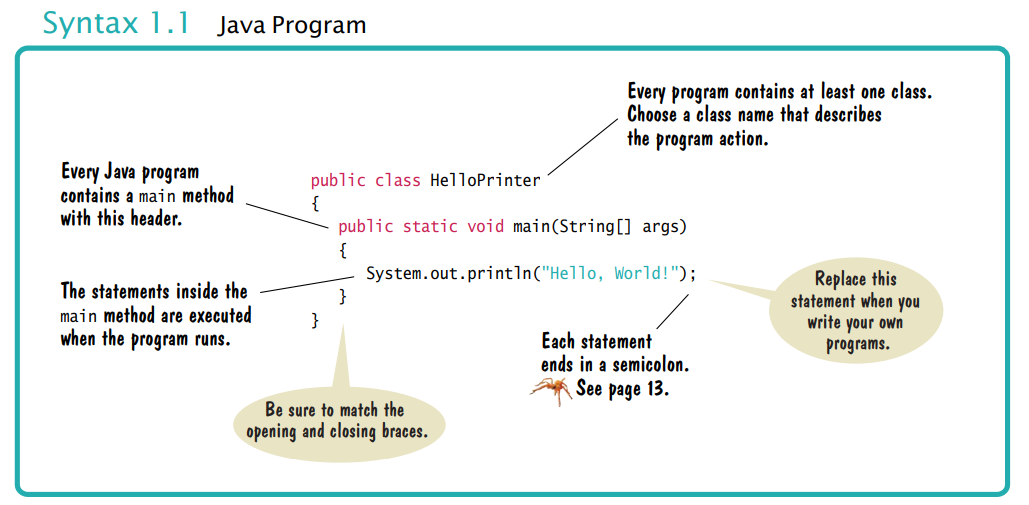 Syntax 1.1 Java Program
Every program contains at least one class.
Choose a class name that describes
the program action.
Every Java program
contains a main method
with this header.
public class HelloPrinter
{
public static void main(String[] args)
{
System.out.println("Hello, World!");
}
}
The statements inside the
main method are executed
when the program runs.
Replace this
statement when you
write your own
programs.
Each statement
ends in a semicolon.
See page 13.
Be sure to match the
opening and closing braces.